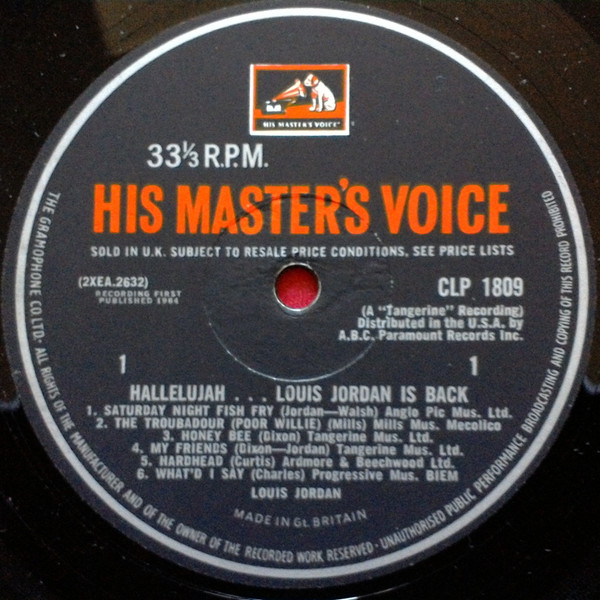 HIS MASTER'S VOICE
33⅓ R.P.M.
HIS MASTER'S VOICE
SOLD IN U.K. SUBJECT TO RESALE PRICE CONDITIONS, SEE PRICE LISTS
(2XEA.2632)
RECORDING FIRST
PUBLISHED 1964
CLP 1809
(A "Tangerine" Recording)
Distributed in the U.S.A. by
A.B.C. Paramount Records Inc.
1 1
HALLELUJAH . . . LOUIS JORDAN IS BACK
1. SATURDAY NIGHT FISH FRY (Jordan—Walsh) Anglo Pic Mus. Ltd.
2. THE TROUBADOUR (POOR WILLIE) (Mills) Mills Mus. Mecolico
3. HONEY BEE (Dixon) Tangerine Mus. Ltd.
4. MY FRIENDS (Dixon—Jordan) Tangerine Mus. Ltd.
5. HARDHEAD (Curtis) Ardmore & Beechwood Ltd.
6. WHAT'D I SAY (Charles) Progressive Mus. BIEM
LOUIS JORDAN
MADE IN Gt. BRITAIN
THE GRAMOPHONE CO. LTD. · ALL RIGHTS OF THE MANUFACTURER AND OF THE OWNER OF THE RECORDED WORK RESERVED · UNAUTHORISED PUBLIC PERFORMANCE BROADCASTING AND COPYING OF THIS RECORD PROHIBITED